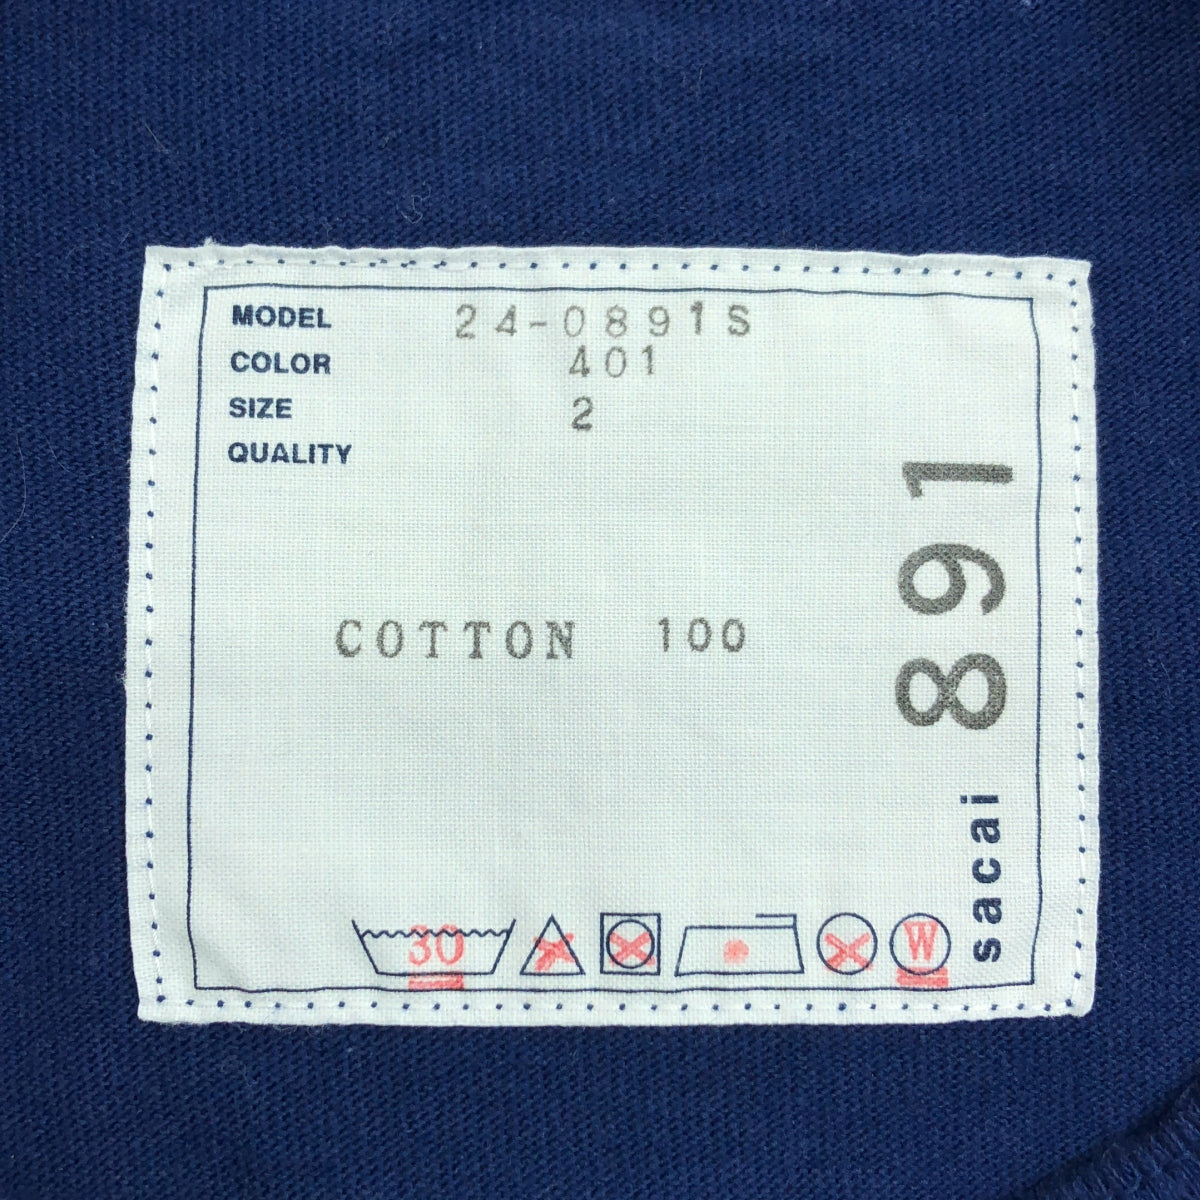 MODEL 24-0891S
COLOR 401
SIZE 2
QUALITY
COTTON 100
sacai 891
30 W